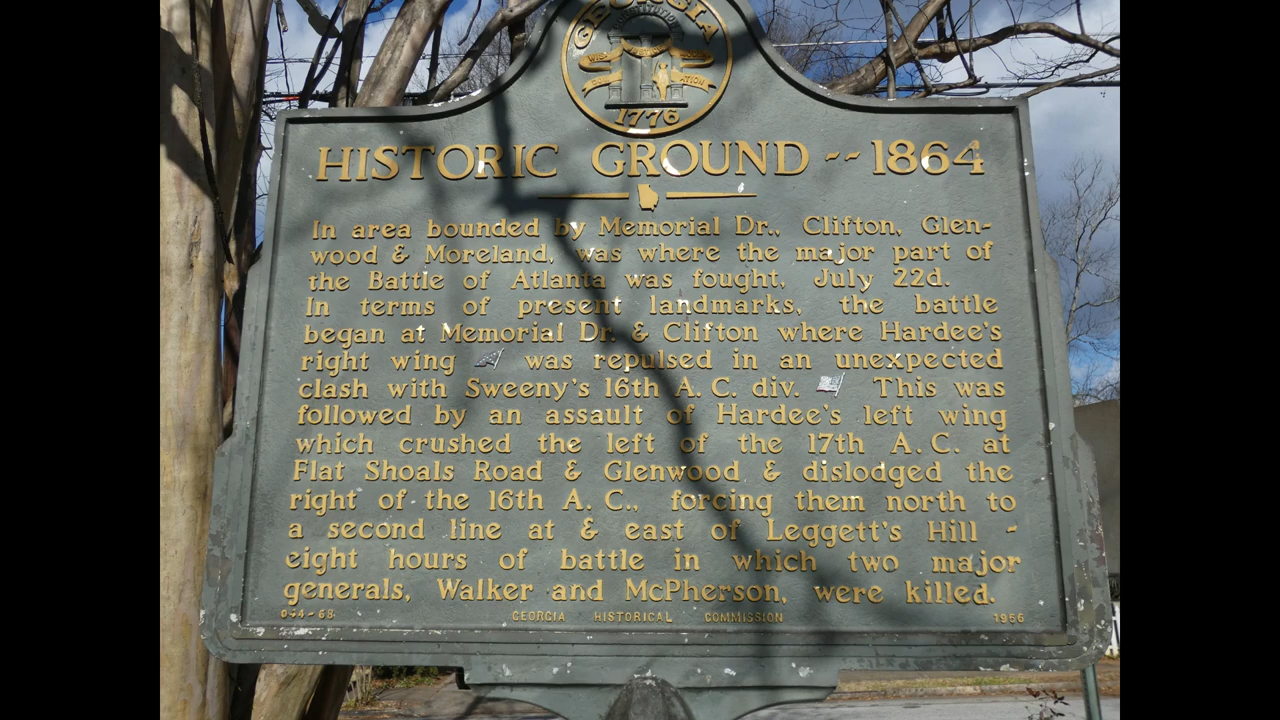 GEORGIA
CONSTITUTION
1776
HISTORIC GROUND -- 1864
In area bounded by Memorial Dr., Clifton, Glen-
wood & Moreland, was where the major part of
the Battle of Atlanta was fought, July 22d.
In terms of present landmarks, the battle
began at Memorial Dr. & Clifton where Hardee's
right wing was repulsed in an unexpected
clash with Sweeny's 16th A. C. div. This was
followed by an assault of Hardee's left wing
which crushed the left of the 17th A. C. at
Flat Shoals Road & Glenwood & dislodged the
right of the 16th A. C., forcing them north to
a second line at & east of Leggett's Hill -
eight hours of battle in which two major
generals, Walker and McPherson, were killed.
044-68 GEORGIA HISTORICAL COMMISSION 1956